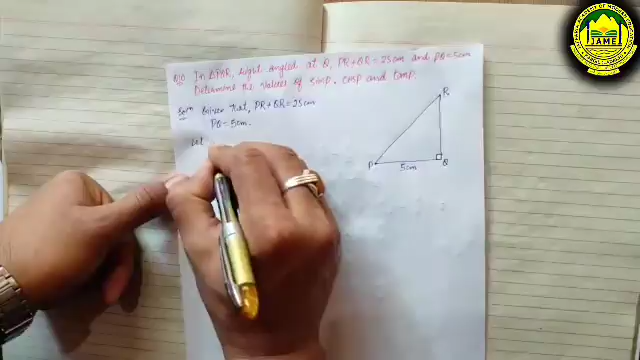 Q10 In ΔPQR, right angled at Q, PR+QR=25cm and PQ=5cm
Determine the values of sinP, cosP and tanP.
Soln Given that, PR+QR=25cm
PQ=5cm.
Let
R
P
5cm
Q
JAME